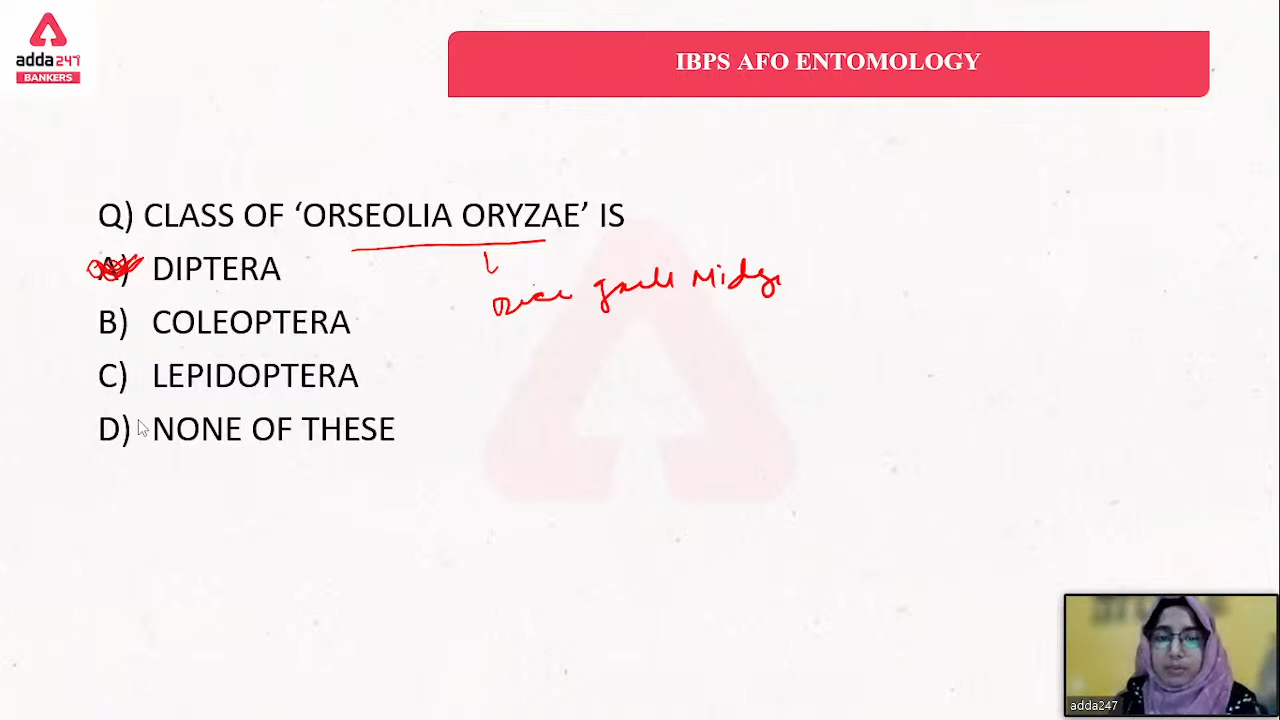 adda247
BANKERS
IBPS AFO ENTOMOLOGY
Q) CLASS OF ‘ORSEOLIA ORYZAE’ IS
A) DIPTERA
Rice gall Midge
B) COLEOPTERA
C) LEPIDOPTERA
D) NONE OF THESE
adda247